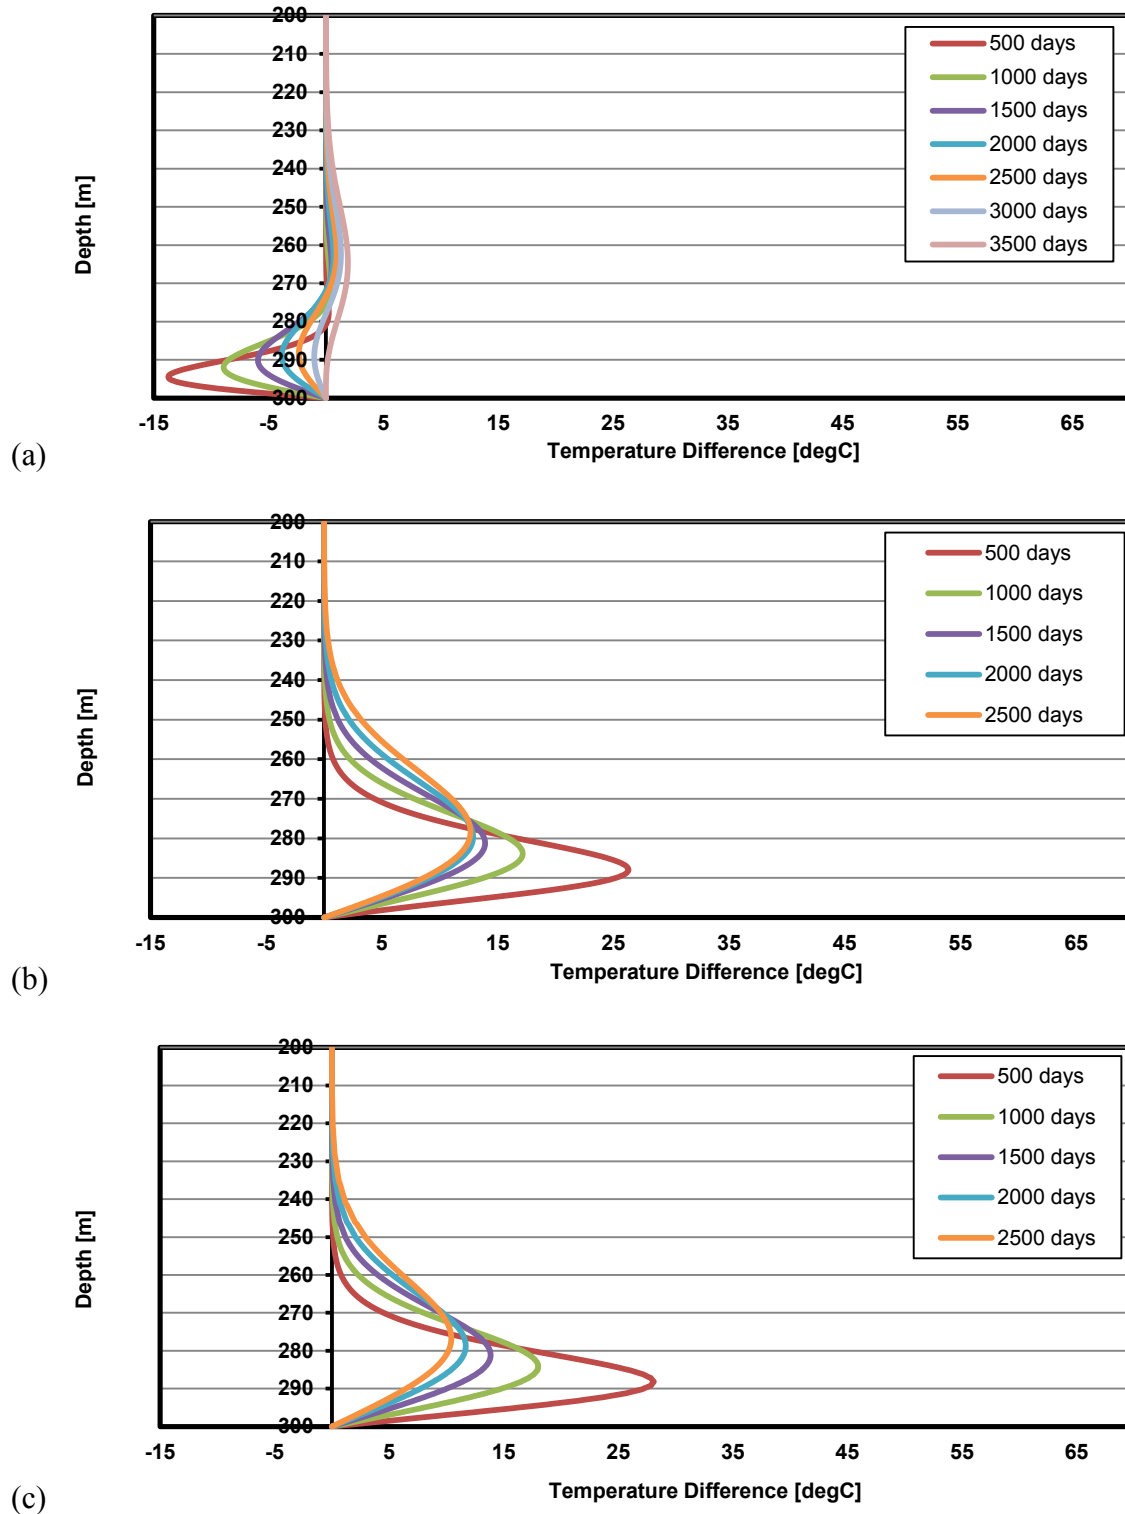 200
210
220
230
240
250
260
270
280
290
300
Depth [m]
-15 -5 5 15 25 35 45 55 65
Temperature Difference [degC]
500 days
1000 days
1500 days
2000 days
2500 days
3000 days
3500 days
(a)
200
210
220
230
240
250
260
270
280
290
300
Depth [m]
-15 -5 5 15 25 35 45 55 65
Temperature Difference [degC]
500 days
1000 days
1500 days
2000 days
2500 days
(b)
200
210
220
230
240
250
260
270
280
290
300
Depth [m]
-15 -5 5 15 25 35 45 55 65
Temperature Difference [degC]
500 days
1000 days
1500 days
2000 days
2500 days
(c)